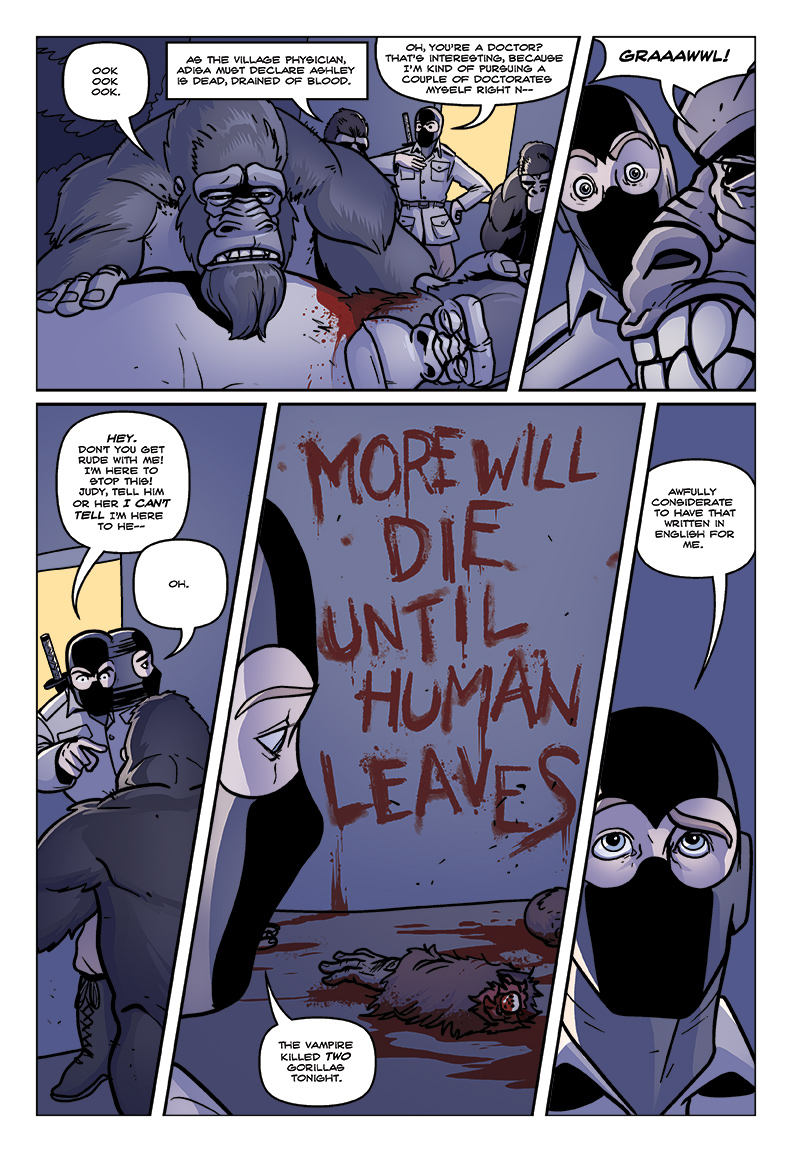 OOK
OOK
OOK.
AS THE VILLAGE PHYSICIAN,
ADISA MUST DECLARE ASHLEY
IS DEAD, DRAINED OF BLOOD.
OH, YOU'RE A DOCTOR?
THAT'S INTERESTING, BECAUSE
I'M KIND OF PURSUING A
COUPLE OF DOCTORATES
MYSELF RIGHT N--
GRAAAWWL!
HEY.
DON'T YOU GET
RUDE WITH ME!
I'M HERE TO
STOP THIS!
JUDY, TELL HIM
OR HER I CAN'T
TELL I'M HERE
TO HE--
OH.
MORE WILL
DIE
UNTIL
HUMAN
LEAVES
THE VAMPIRE
KILLED TWO
GORILLAS
TONIGHT.
AWFULLY
CONSIDERATE
TO HAVE THAT
WRITTEN IN
ENGLISH FOR
ME.